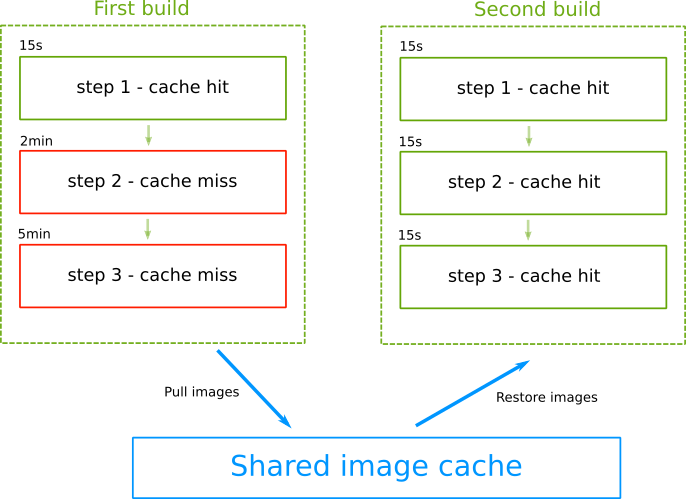 First build
15s
step 1 - cache hit
2min
step 2 - cache miss
5min
step 3 - cache miss
Second build
15s
step 1 - cache hit
15s
step 2 - cache hit
15s
step 3 - cache hit
Pull images
Restore images
Shared image cache